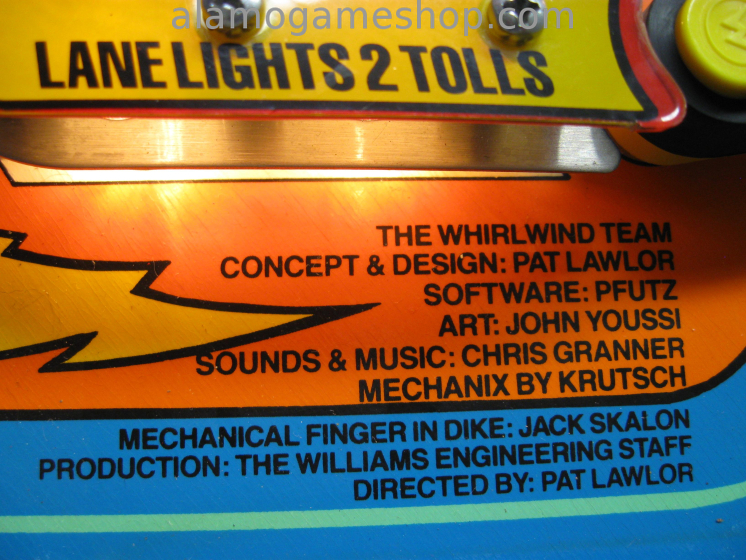 alamogameshop.com
LANE LIGHTS 2 TOLLS
THE WHIRLWIND TEAM
CONCEPT & DESIGN: PAT LAWLOR
SOFTWARE: PFUTZ
ART: JOHN YOUSSI
SOUNDS & MUSIC: CHRIS GRANNER
MECHANIX BY KRUTSCH
MECHANICAL FINGER IN DIKE: JACK SKALON
PRODUCTION: THE WILLIAMS ENGINEERING STAFF
DIRECTED BY: PAT LAWLOR